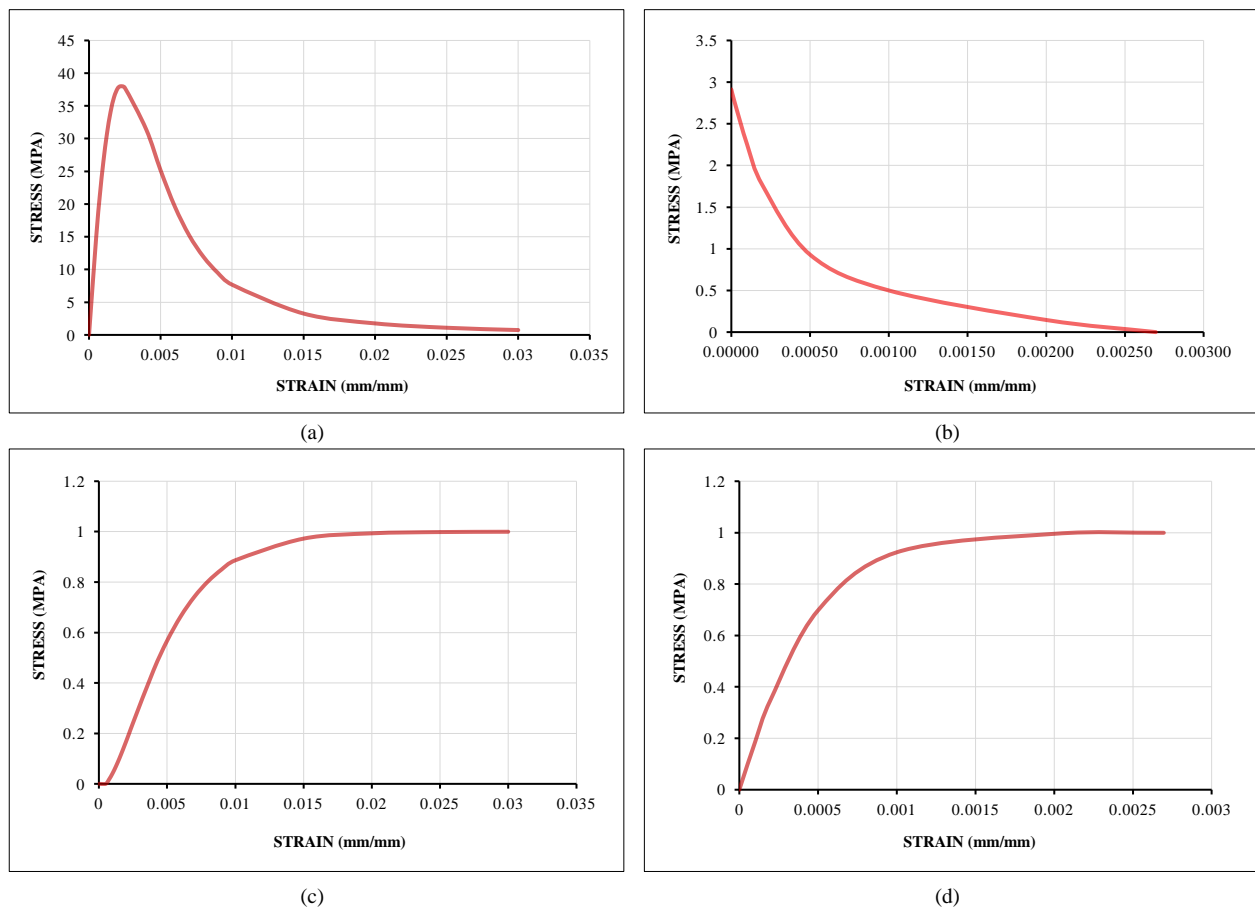 45
40
35
30
25
20
15
10
5
0
STRESS (MPA)
0 0.005 0.01 0.015 0.02 0.025 0.03 0.035
STRAIN (mm/mm)
(a)
3.5
3
2.5
2
1.5
1
0.5
0
STRESS (MPA)
0.00000 0.00050 0.00100 0.00150 0.00200 0.00250 0.00300
STRAIN (mm/mm)
(b)
1.2
1
0.8
0.6
0.4
0.2
0
STRESS (MPA)
0 0.005 0.01 0.015 0.02 0.025 0.03 0.035
STRAIN (mm/mm)
(c)
1.2
1
0.8
0.6
0.4
0.2
0
STRESS (MPA)
0 0.0005 0.001 0.0015 0.002 0.0025 0.003
STRAIN (mm/mm)
(d)